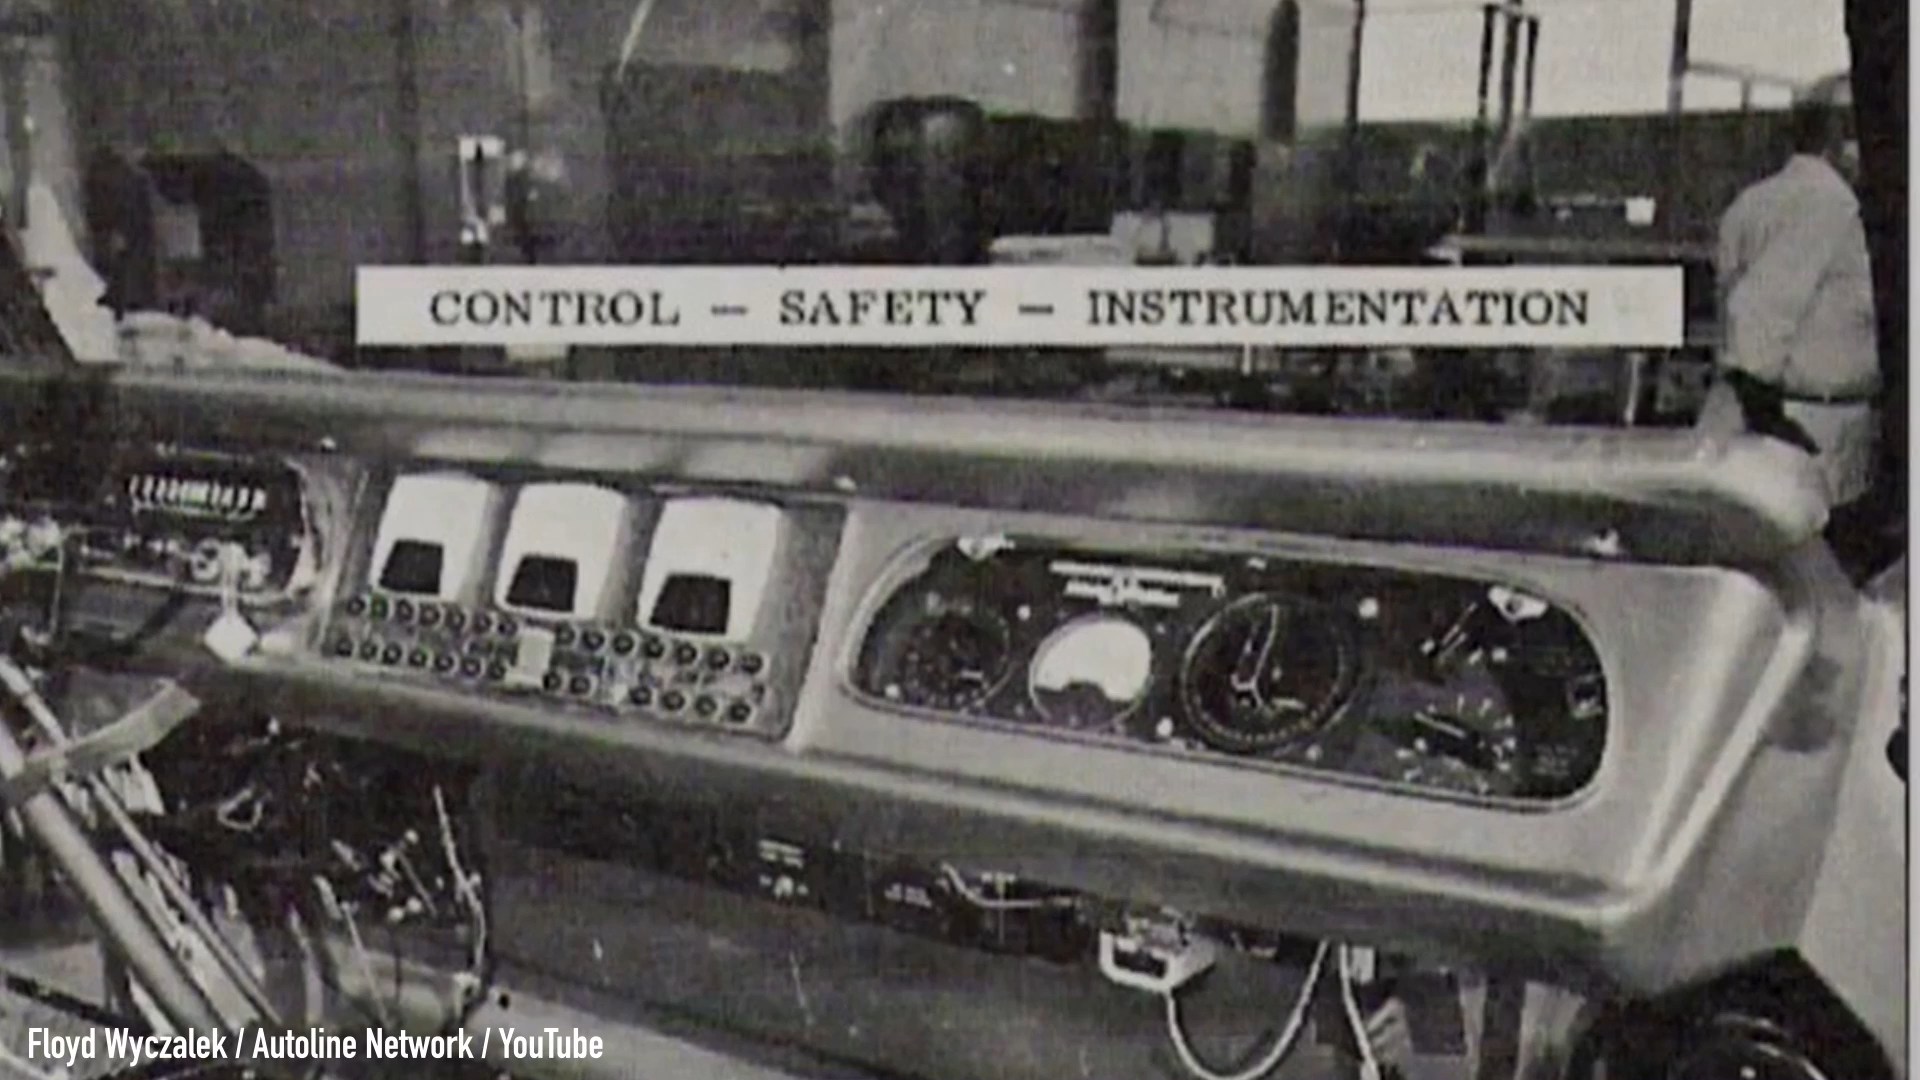 CONTROL — SAFETY — INSTRUMENTATION
Floyd Wyczalek / Autoline Network / YouTube